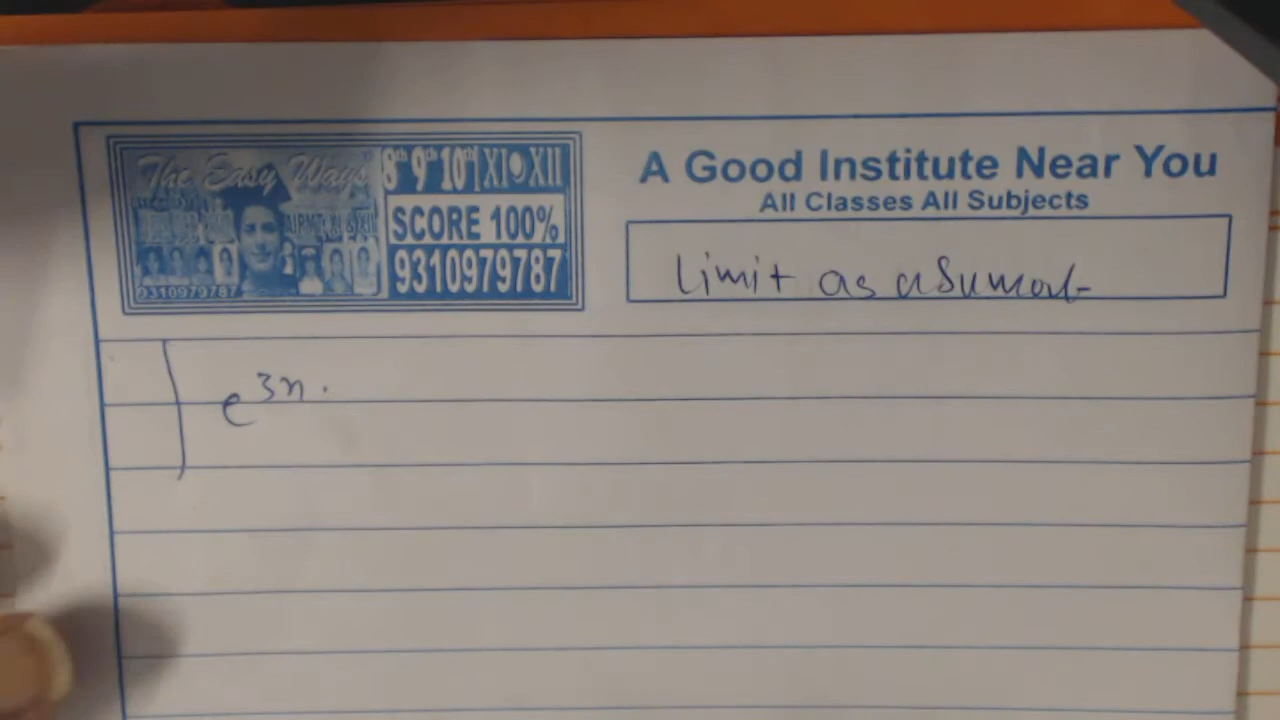 The Easy Ways
8th 9th 10th XI XII
SCORE 100%
9310979787
9310979787
A Good Institute Near You
All Classes All Subjects
Limit as a
∫ e^3x.